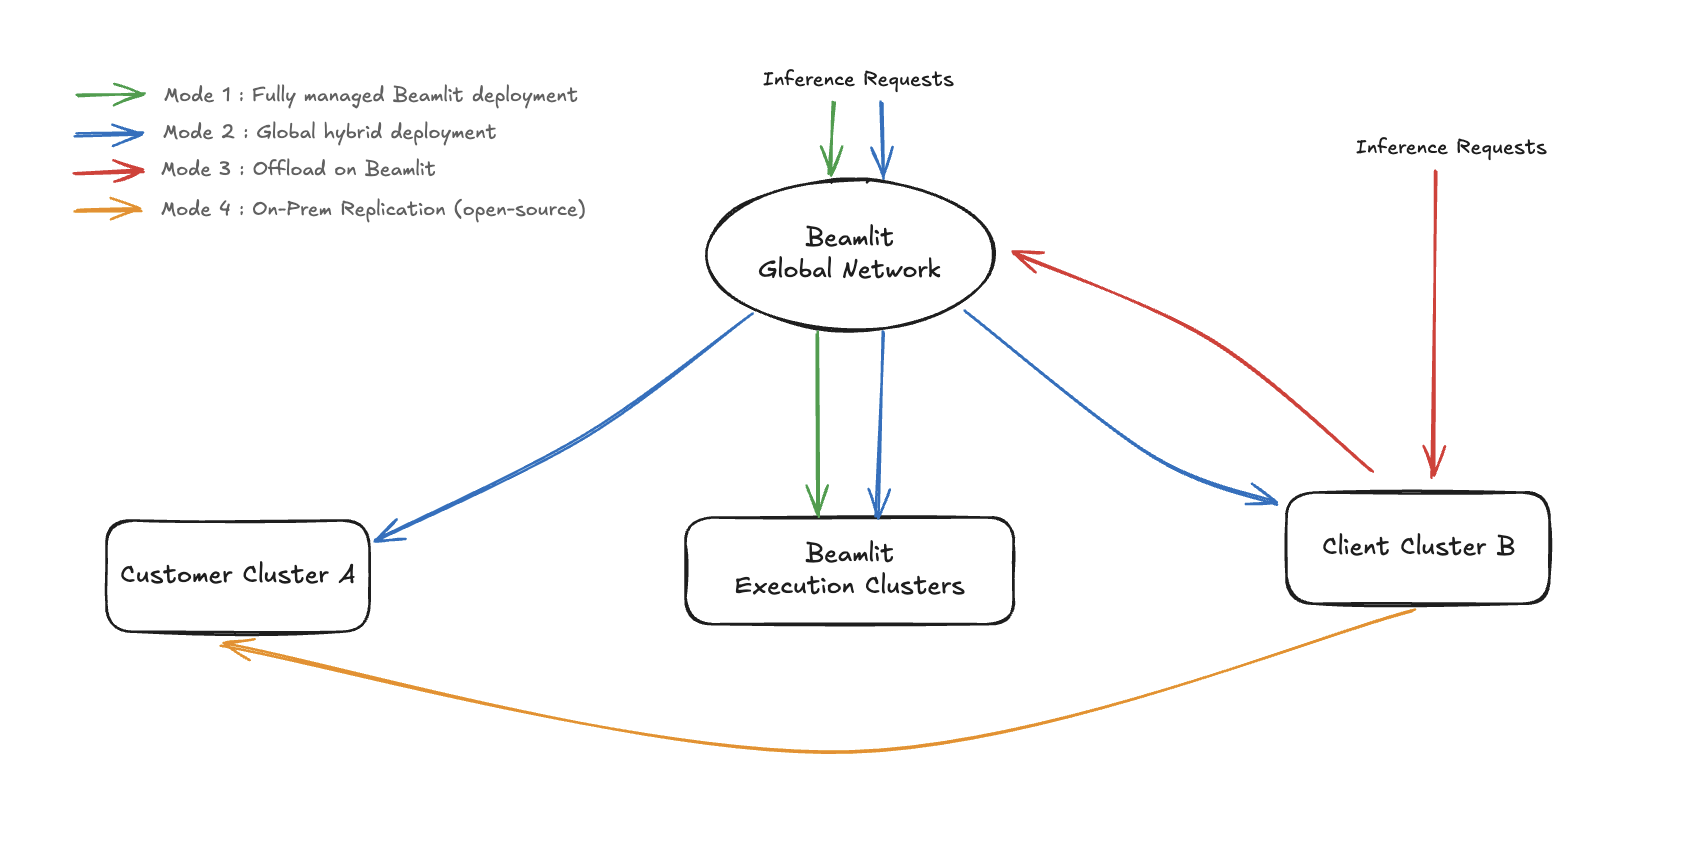 Mode 1 : Fully managed Beamlit deployment
Mode 2 : Global hybrid deployment
Mode 3 : Offload on Beamlit
Mode 4 : On-Prem Replication (open-source)
Inference Requests
Inference Requests
Beamlit
Global Network
Customer Cluster A
Beamlit
Execution Clusters
Client Cluster B